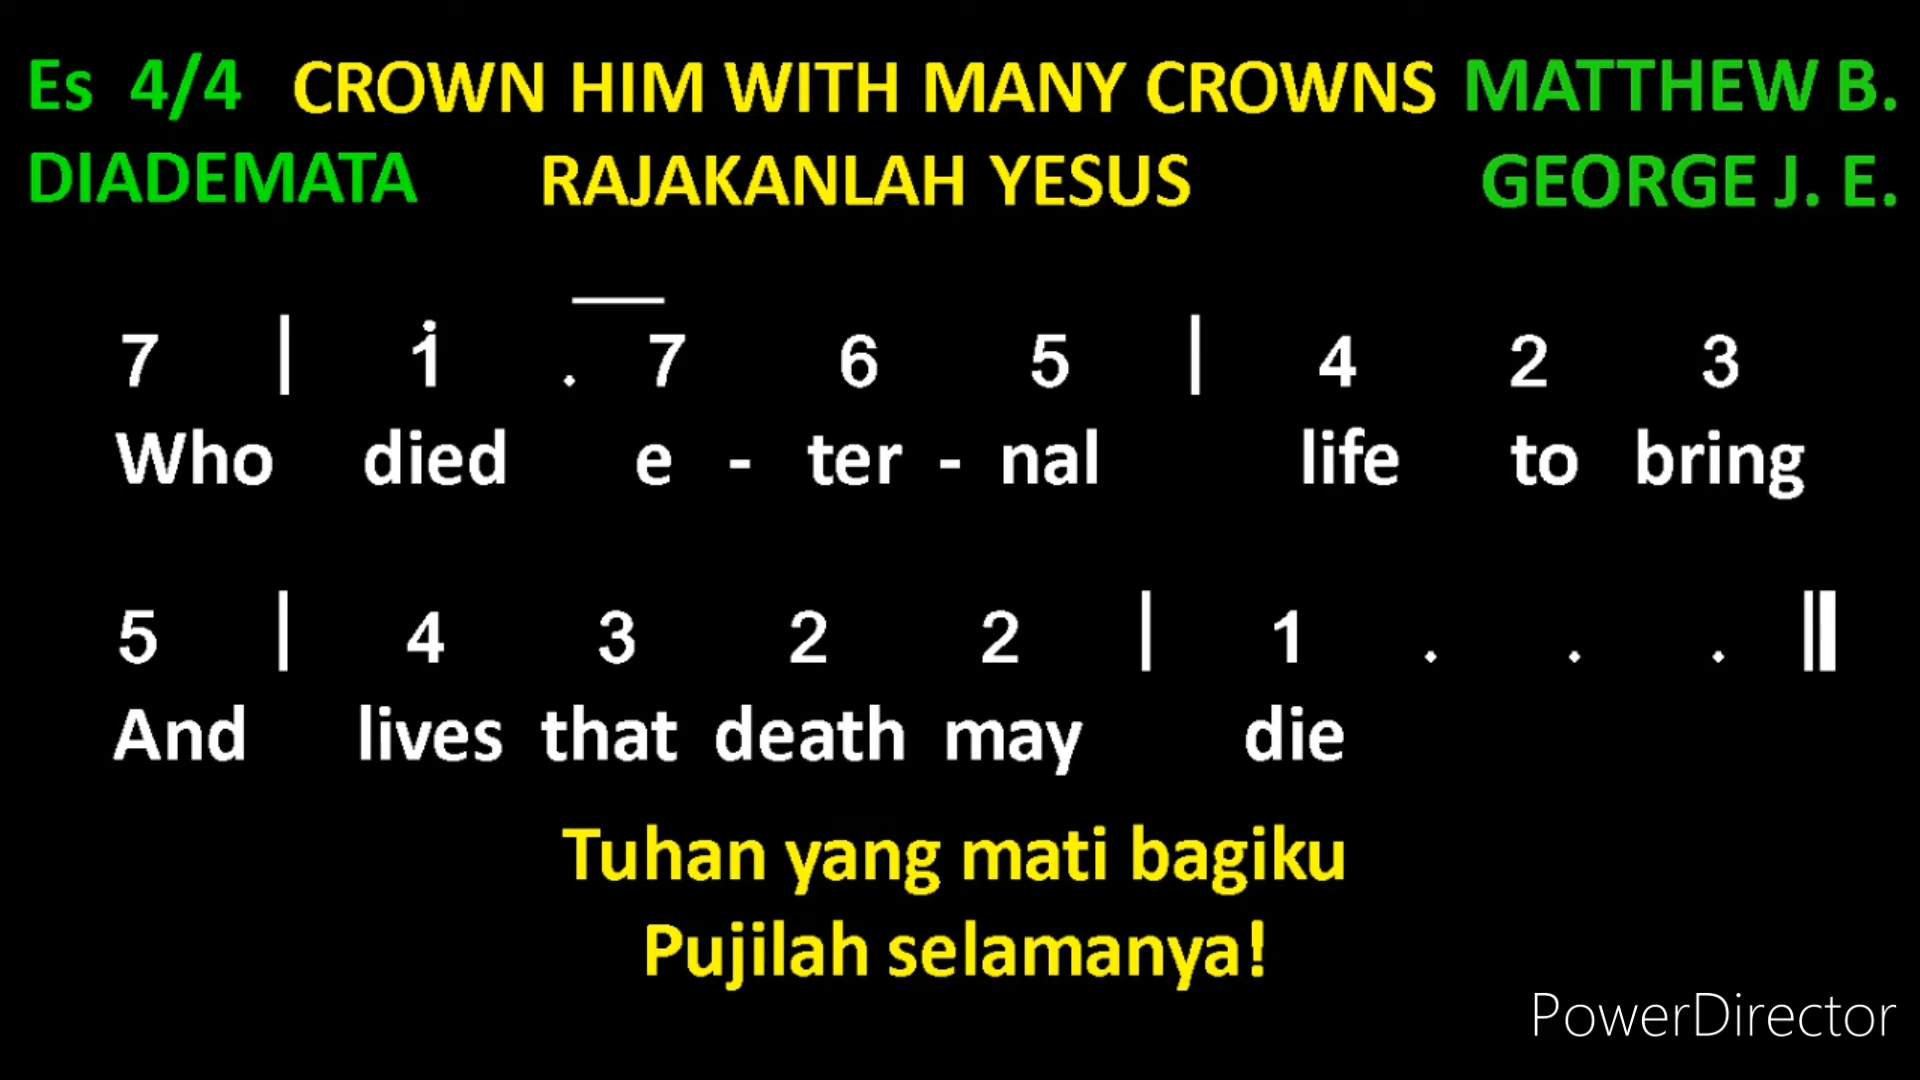 Es 4/4 CROWN HIM WITH MANY CROWNS MATTHEW B.
DIADEMATA RAJAKANLAH YESUS GEORGE J. E.
7 | 1̇ . 7 6 5 | 4 2 3
Who died e - ter - nal life to bring
5 | 4 3 2 2 | 1 . . . ||
And lives that death may die
Tuhan yang mati bagiku
Pujilah selamanya!
PowerDirector